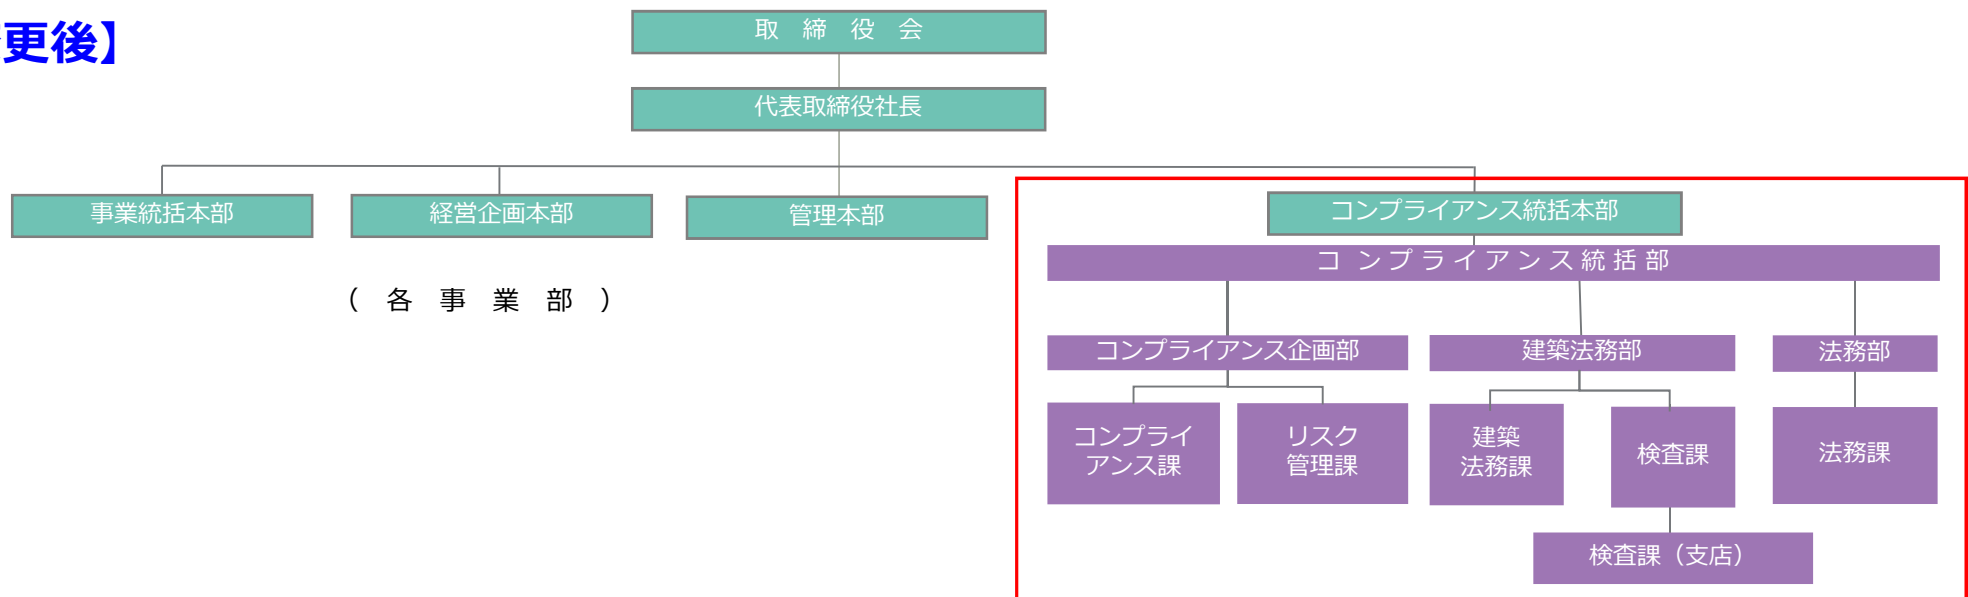 更後】
取 締 役 会
代表取締役社長
事業統括本部
経営企画本部
管理本部
コンプライアンス統括本部
コンプライアンス統括部
（ 各 事 業 部 ）
コンプライアンス企画部
建築法務部
法務部
コンプライ
アンス課
リスク
管理課
建築
法務課
検査課
法務課
検査課（支店）